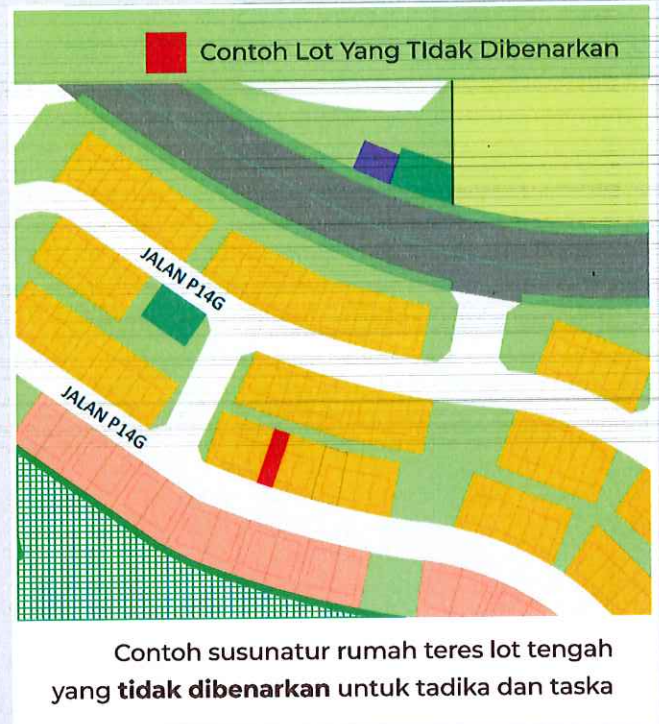 Contoh Lot Yang TIdak Dibenarkan
JALAN P14G
JALAN P14G
Contoh susunatur rumah teres lot tengah
yang tidak dibenarkan untuk tadika dan taska